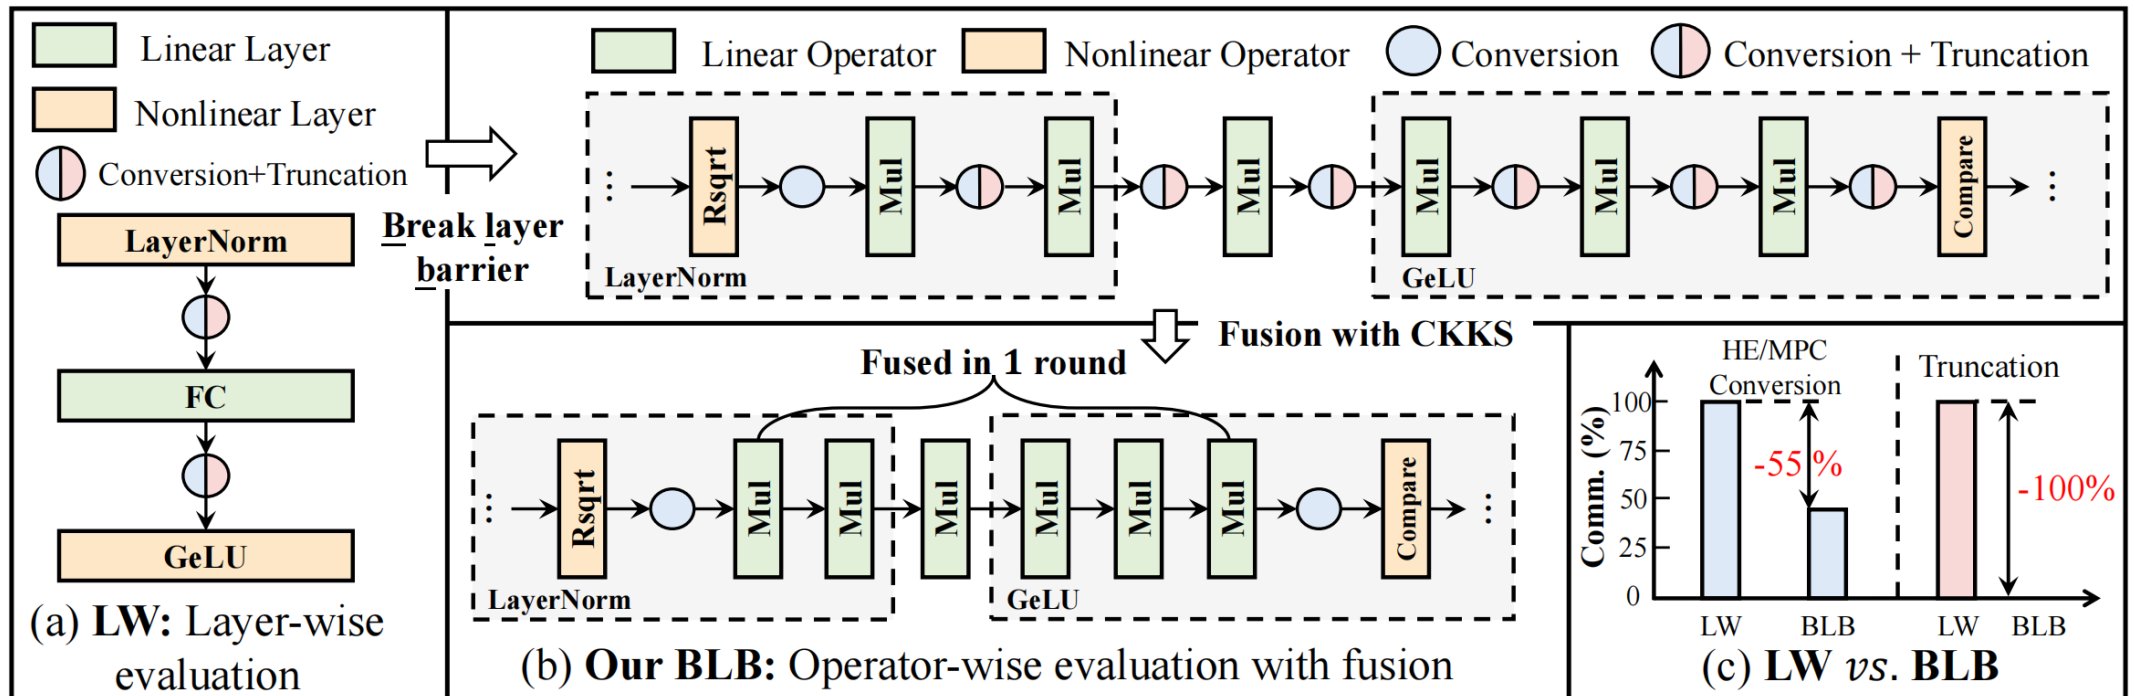 Linear Layer
Nonlinear Layer
Conversion+Truncation
LayerNorm
FC
GeLU
(a) LW: Layer-wise
evaluation
Break layer
barrier
Linear Operator
Nonlinear Operator
Conversion
Conversion + Truncation
...
Rsqrt
Mul
Mul
LayerNorm
Mul
Mul
Mul
Mul
Compare
...
GeLU
Fusion with CKKS
Fused in 1 round
...
Rsqrt
Mul
Mul
LayerNorm
Mul
Mul
Mul
Mul
Compare
...
GeLU
(b) Our BLB: Operator-wise evaluation with fusion
HE/MPC
Conversion
Truncation
Comm. (%)
100
75
50
25
0
-55 %
-100%
LW
BLB
LW
BLB
(c) LW vs. BLB